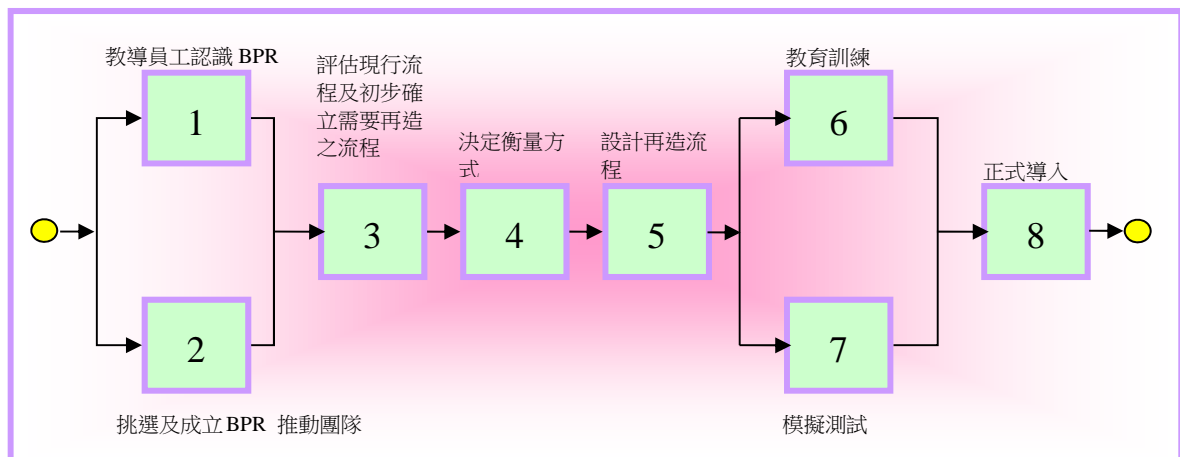 教導員工認識 BPR
1
挑選及成立 BPR 推動團隊
2
評估現行流
程及初步確
立需要再造
之流程
3
決定衡量方
式
4
設計再造流
程
5
教育訓練
6
模擬測試
7
正式導入
8